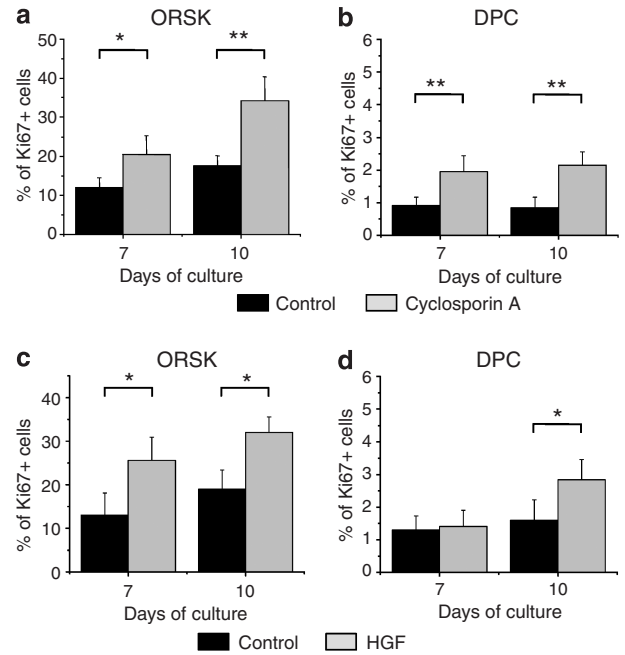 a ORSK
% of Ki67+ cells
50
40
30
20
10
0
*
**
7 10
Days of culture
b DPC
% of Ki67+ cells
6
5
4
3
2
1
0
**
**
7 10
Days of culture
Control Cyclosporin A
c ORSK
% of Ki67+ cells
40
30
20
10
0
*
*
7 10
Days of culture
d DPC
% of Ki67+ cells
6
5
4
3
2
1
0
*
7 10
Days of culture
Control HGF